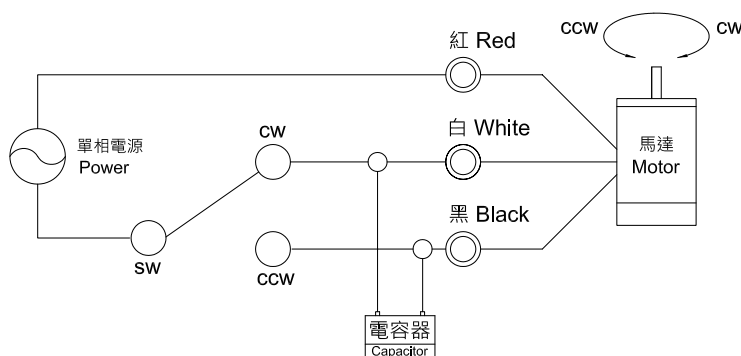 CCW
CW
紅 Red
單相電源
Power
CW
白 White
馬達
Motor
黑 Black
SW
CCW
電容器
Capacitor